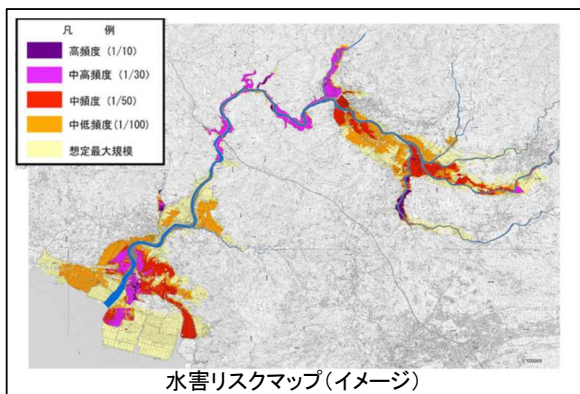 凡　例
高頻度（1/10）
中高頻度（1/30）
中頻度（1/50）
中低頻度（1/100）
想定最大規模
水害リスクマップ（イメージ）